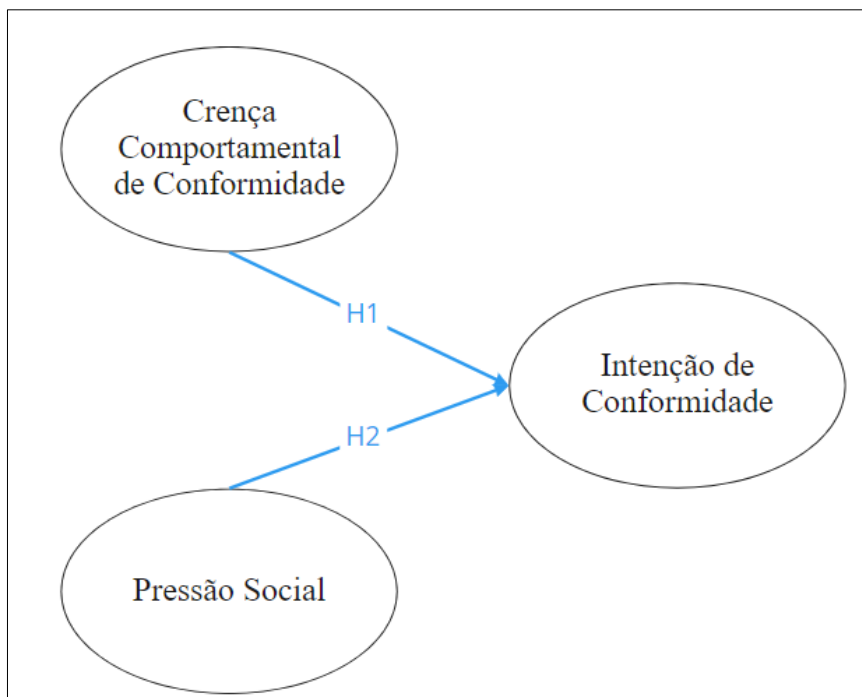 Crença
Comportamental
de Conformidade
H1
Intenção de
Conformidade
H2
Pressão Social